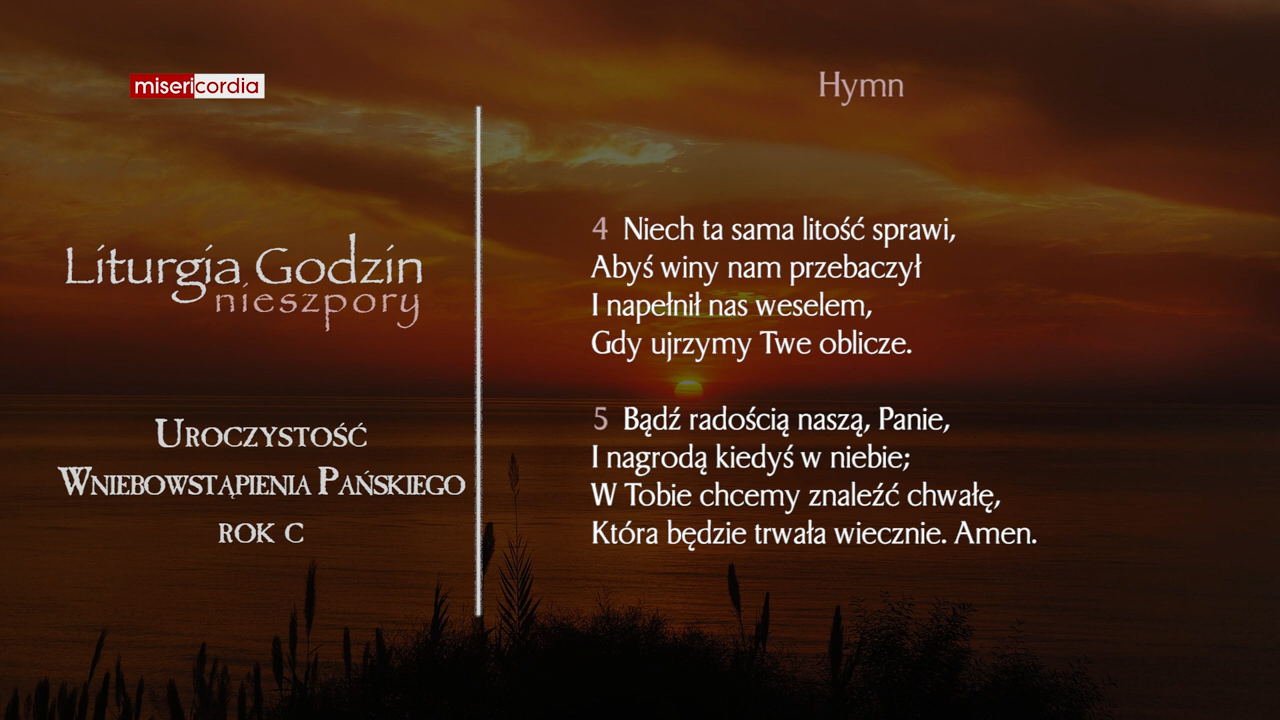 misericordia
Liturgia Godzin
nieszpory
Uroczystość
Wniebowstąpienia Pańskiego
rok C
Hymn
4 Niech ta sama litość sprawi,
Abyś winy nam przebaczył
I napełnił nas weselem,
Gdy ujrzymy Twe oblicze.
5 Bądź radością naszą, Panie,
I nagrodą kiedyś w niebie;
W Tobie chcemy znaleźć chwałę,
Która będzie trwała wiecznie. Amen.